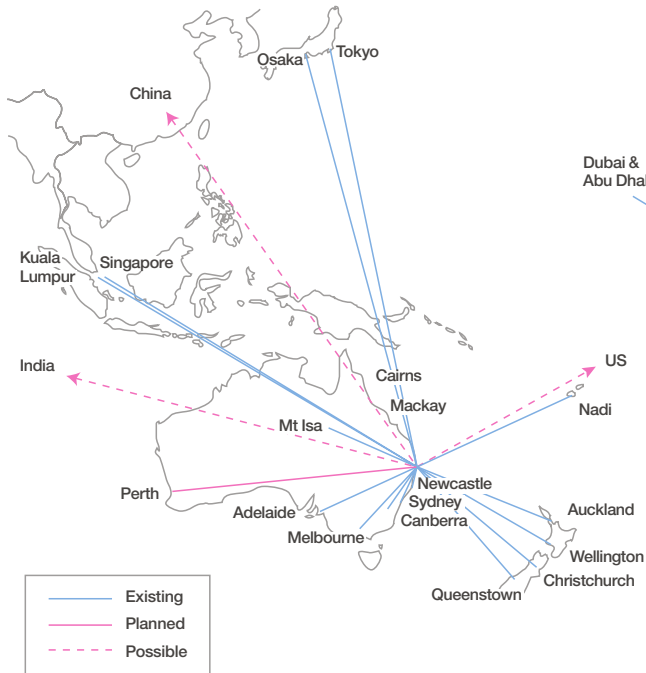 Osaka
Tokyo
China
Dubai &
Abu Dhab
Kuala
Lumpur
Singapore
India
US
Cairns
Mackay
Nadi
Mt Isa
Newcastle
Perth
Sydney
Adelaide
Canberra
Auckland
Melbourne
Wellington
Christchurch
Queenstown
Existing
Planned
Possible